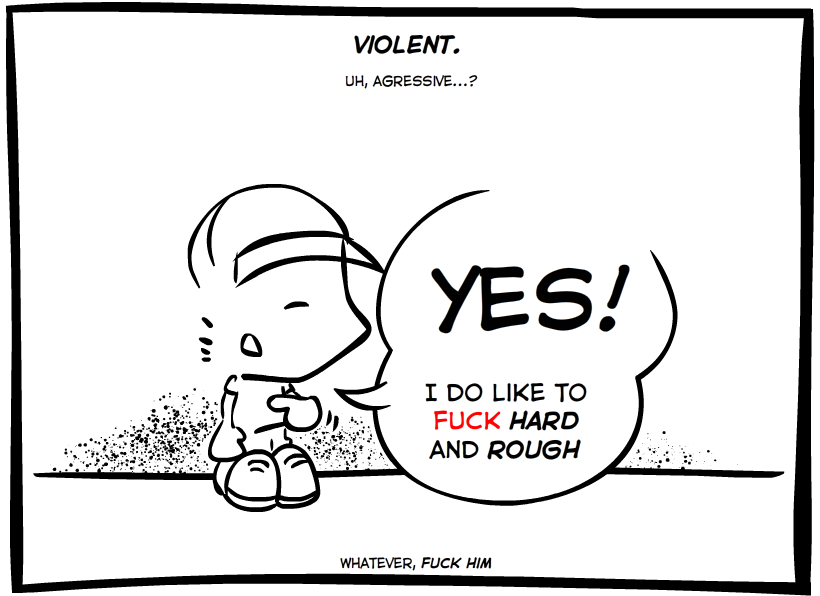 VIOLENT.
UH, AGRESSIVE...?
YES!
I DO LIKE TO
FUCK HARD
AND ROUGH
WHATEVER, FUCK HIM